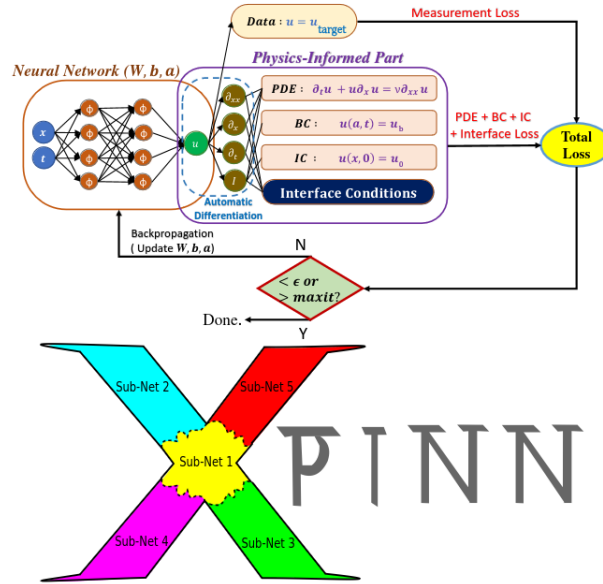 Data: u = u_target
Measurement Loss
Neural Network (W, b, a)
Physics-Informed Part
x
t
ϕ ϕ
ϕ ϕ
ϕ ϕ
ϕ ϕ
u
∂_xx
∂_x
∂_t
I
PDE : ∂_t u + u∂_x u = ν∂_xx u
BC : u(a, t) = u_b
IC : u(x, 0) = u_0
Interface Conditions
Automatic
Differentiation
PDE + BC + IC
+ Interface Loss
Total
Loss
Backpropagation
( Update W, b, a)
N
< ϵ or
> maxit?
Done.
Y
Sub-Net 2
Sub-Net 5
Sub-Net 1
Sub-Net 4
Sub-Net 3
X PINN